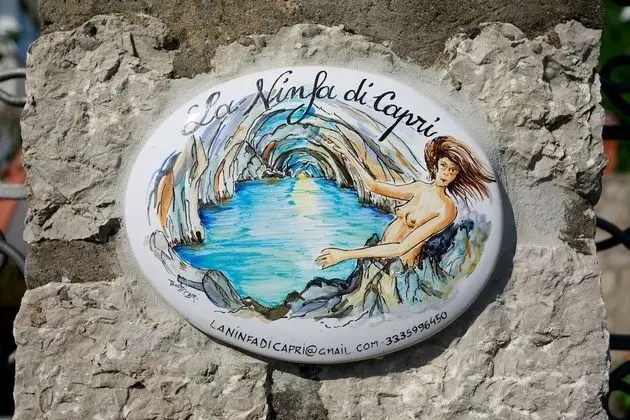 La Ninfa di Capri
LANINFADICAPRI@GMAIL.COM - 3335996450